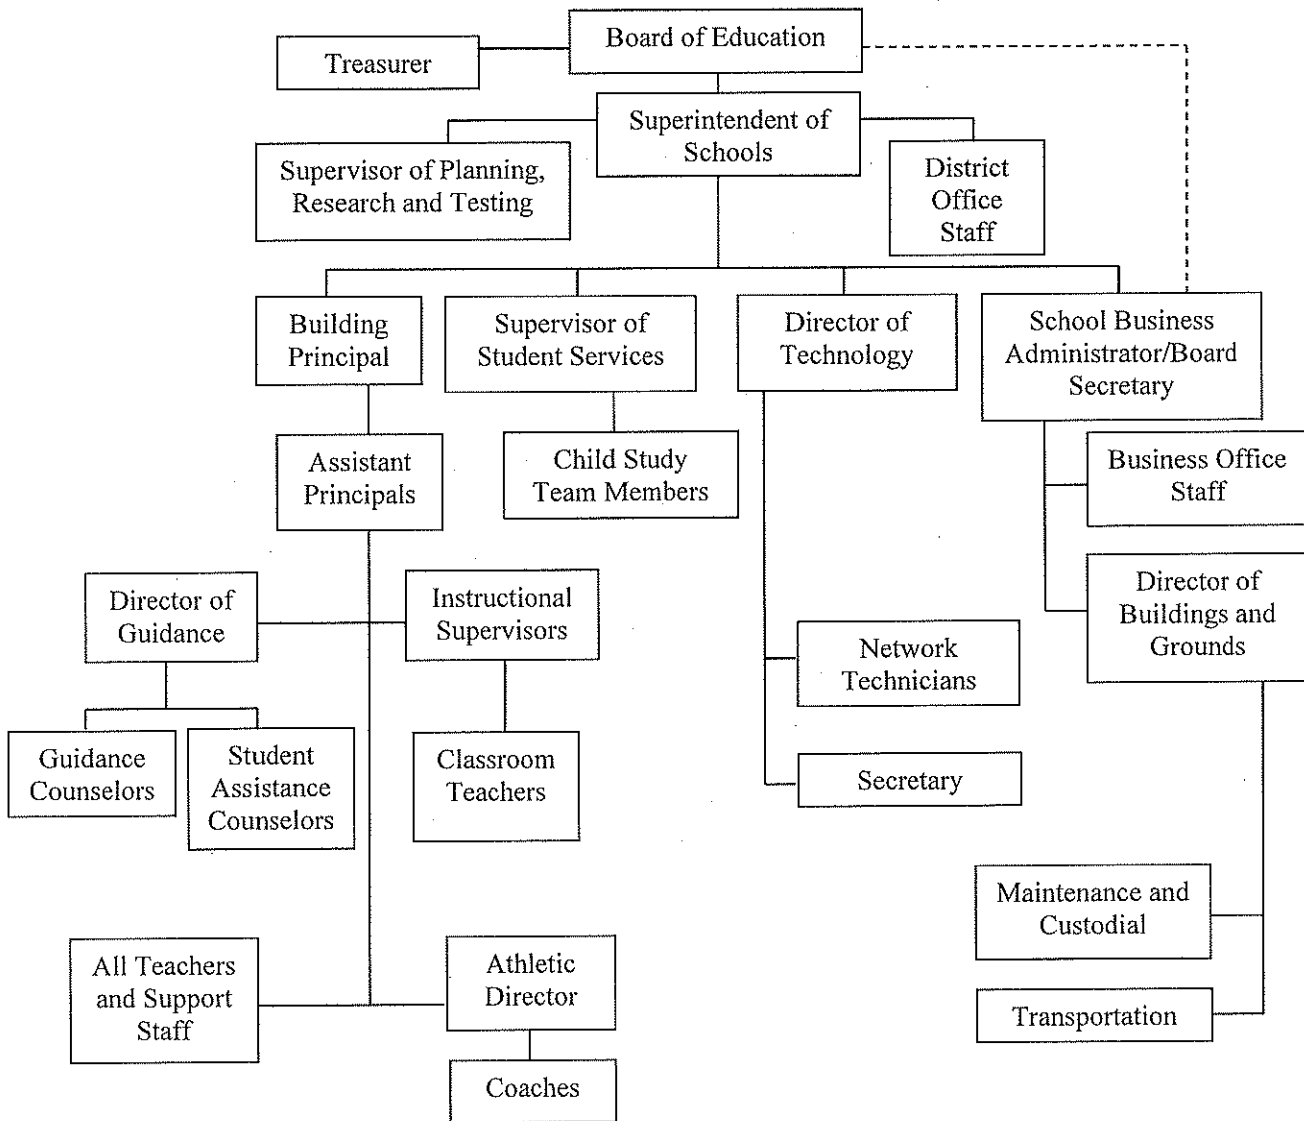 Board of Education
Treasurer
Superintendent of
Schools
Supervisor of Planning,
Research and Testing
District
Office
Staff
Building
Principal
Supervisor of
Student Services
Director of
Technology
School Business
Administrator/Board
Secretary
Assistant
Principals
Child Study
Team Members
Business Office
Staff
Director of
Guidance
Instructional
Supervisors
Director of
Buildings and
Grounds
Network
Technicians
Guidance
Counselors
Student
Assistance
Counselors
Classroom
Teachers
Secretary
Maintenance and
Custodial
All Teachers
and Support
Staff
Athletic
Director
Transportation
Coaches